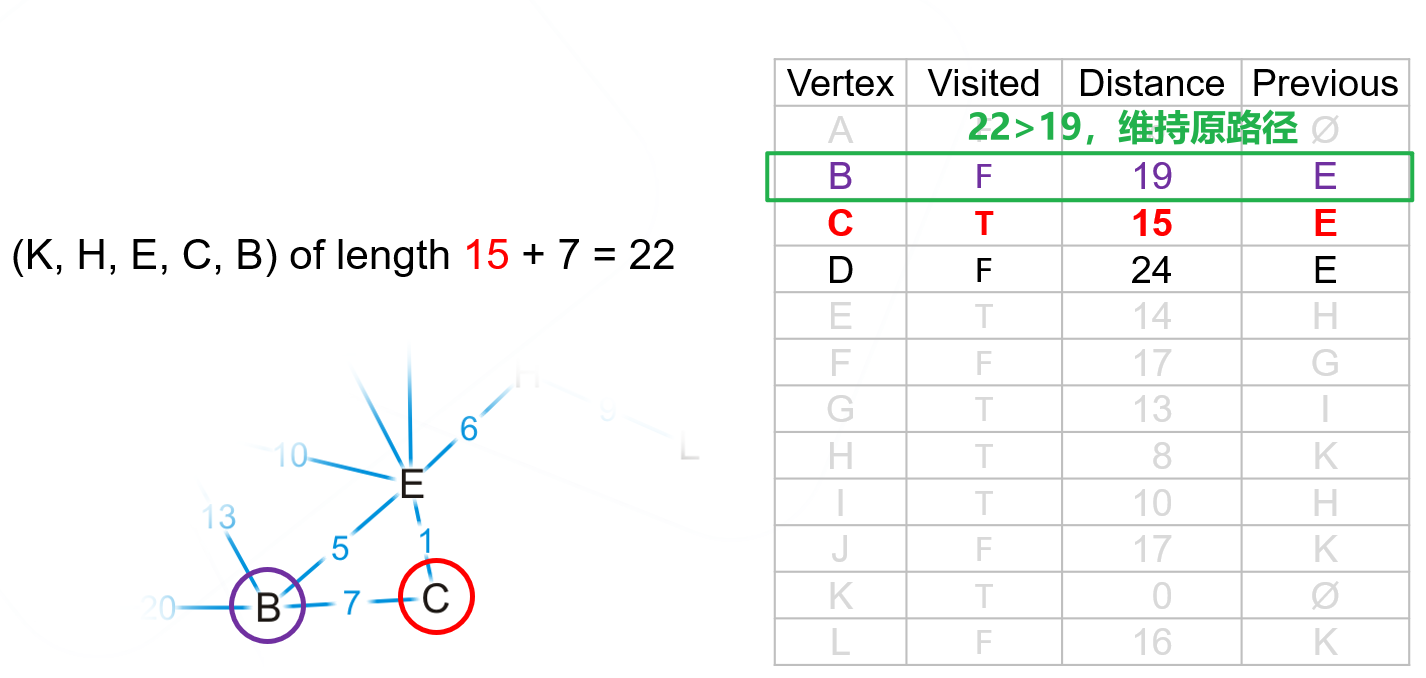 Vertex Visited Distance Previous
22>19，维持原路径
A Ø
B F 19 E
C T 15 E
D F 24 E
E T 14 H
F F 17 G
G T 13 I
H T 8 K
I T 10 H
J F 17 K
K T 0 Ø
L F 16 K
(K, H, E, C, B) of length 15 + 7 = 22
H
9
6
L
10
E
13
5
1
20
B
7
C